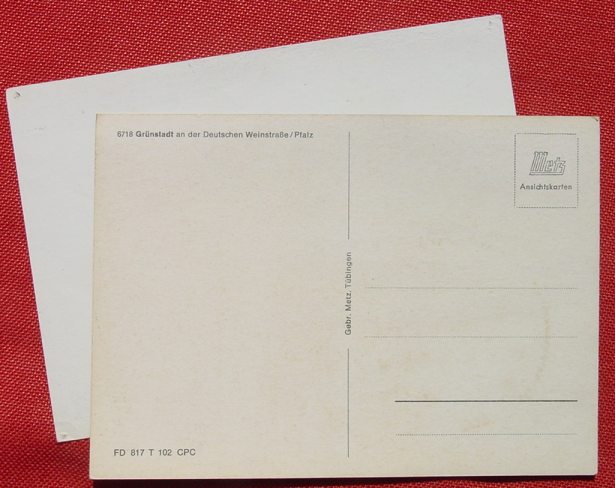 6718 Grünstadt an der Deutschen Weinstraße/Pfalz
Metz
Ansichtskarten
Gebr. Metz, Tübingen
FD 817 T 102 CPC